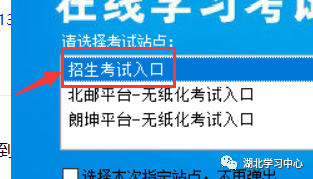 在线学习考试
13
请选择考试站点：
招生考试入口
北邮平台-无纸化考试入口
朗坤平台-无纸化考试入口
到
选择本次指定站点，不再弹出
湖北学习中心